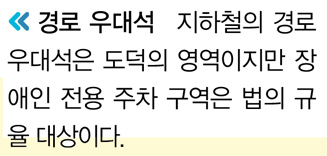 ≪ 경로 우대석 지하철의 경로
우대석은 도덕의 영역이지만 장
애인 전용 주차 구역은 법의 규
율 대상이다.